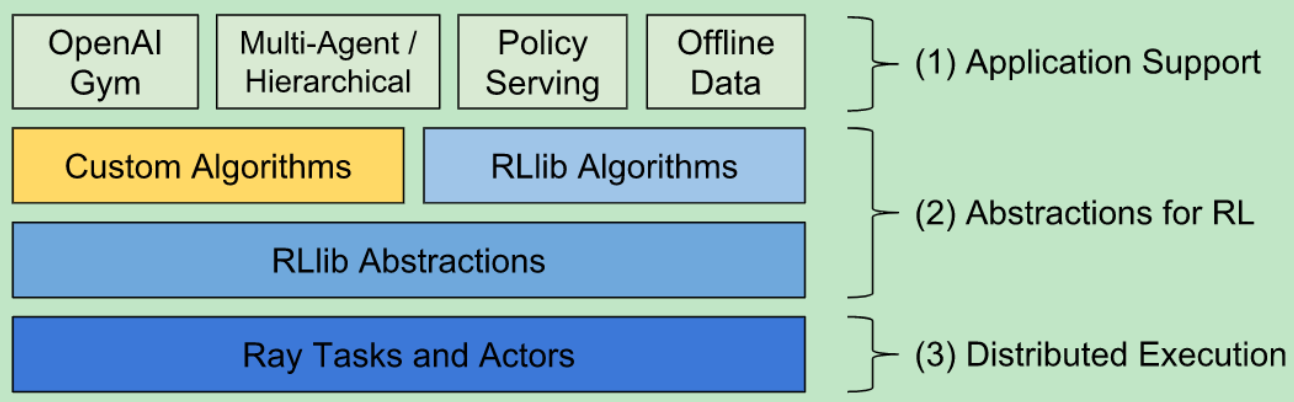 OpenAI
Gym
Multi-Agent /
Hierarchical
Policy
Serving
Offline
Data
(1) Application Support
Custom Algorithms
RLlib Algorithms
(2) Abstractions for RL
RLlib Abstractions
Ray Tasks and Actors
(3) Distributed Execution